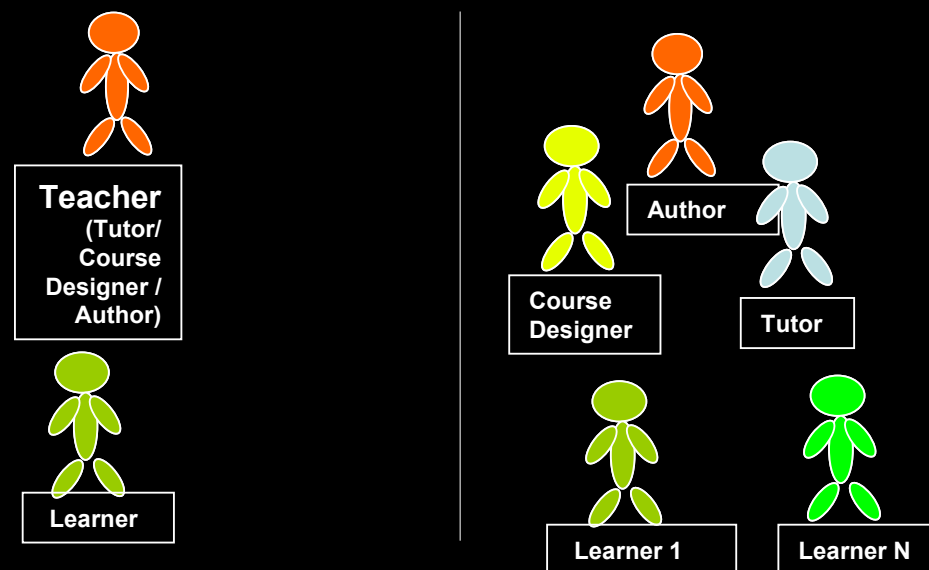 Teacher
(Tutor/
Course
Designer /
Author)
Learner
Author
Course
Designer
Tutor
Learner 1
Learner N